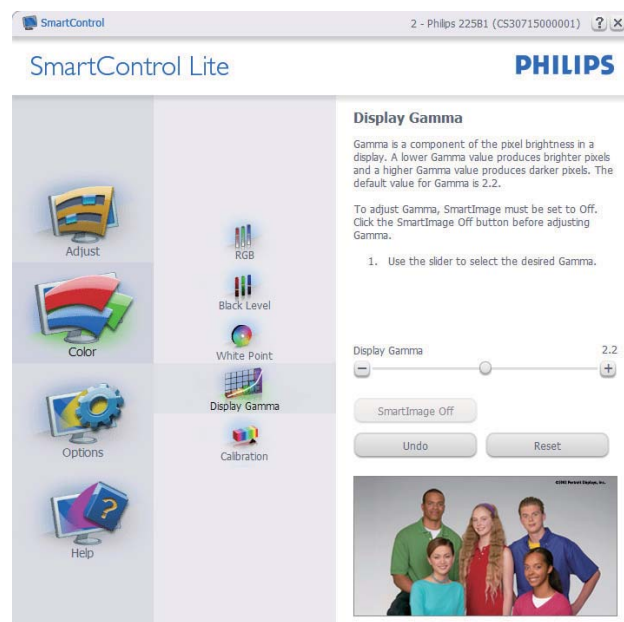 SmartControl
2 - Philips 225B1 (CS30715000001)
?
SmartControl Lite
PHILIPS
Adjust
Color
Options
Help
RGB
Black Level
White Point
Display Gamma
Calibration
Display Gamma
Gamma is a component of the pixel brightness in a
display. A lower Gamma value produces brighter pixels
and a higher Gamma value produces darker pixels. The
default value for Gamma is 2.2.
To adjust Gamma, SmartImage must be set to Off.
Click the SmartImage Off button before adjusting
Gamma.
1. Use the slider to select the desired Gamma.
Display Gamma 2.2
SmartImage Off
Undo Reset
©2002 Portrait Displays, Inc.